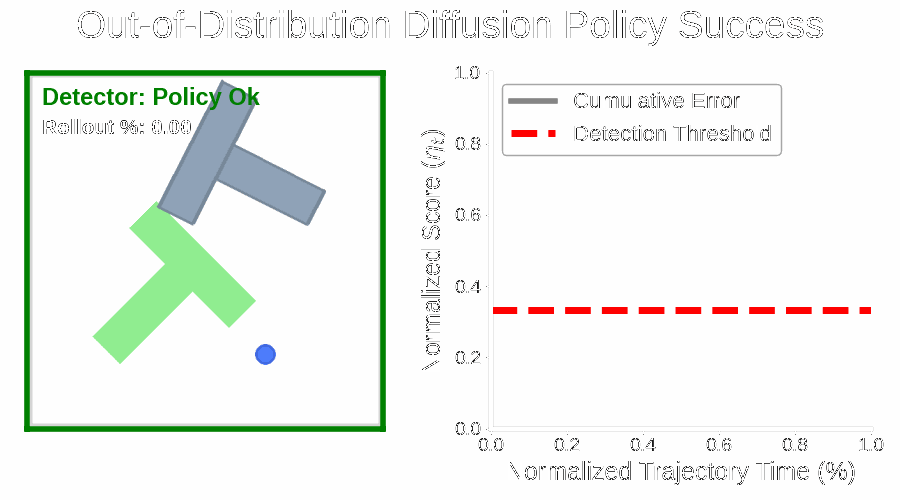 Out-of-Distribution Diffusion Policy Success
Detector: Policy Ok
Rollout %: 0.00
Normalized Score (η_t)
1.0
0.8
0.6
0.4
0.2
0.0
Cumulative Error
Detection Threshold
0.0 0.2 0.4 0.6 0.8 1.0
Normalized Trajectory Time (%)